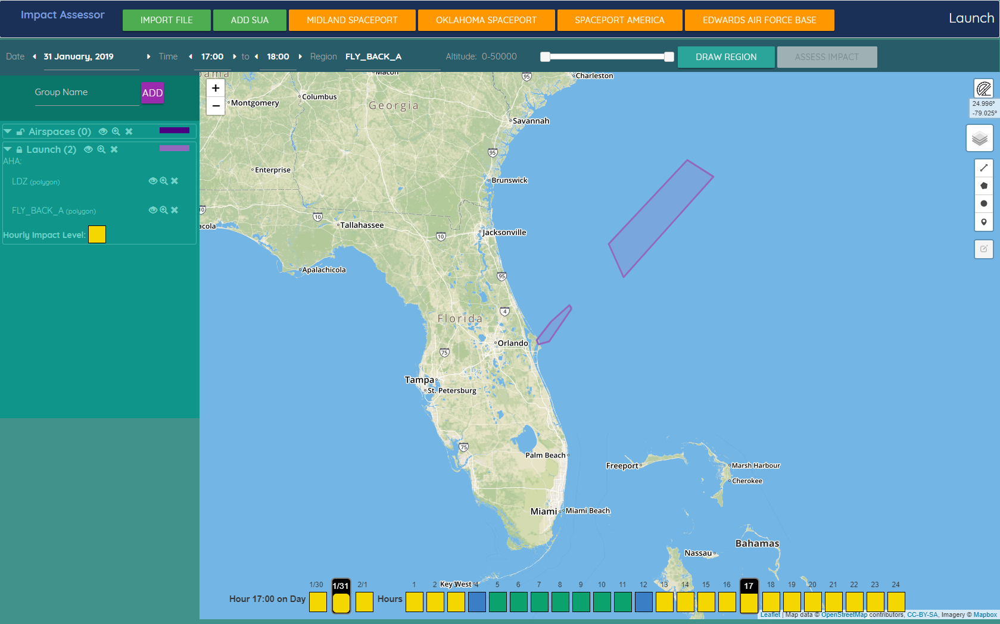 Impact Assessor
IMPORT FILE
ADD SUA
MIDLAND SPACEPORT
OKLAHOMA SPACEPORT
SPACEPORT AMERICA
EDWARDS AIR FORCE BASE
Launch
Date 31 January, 2019 Time 17:00 to 18:00 Region FLY_BACK_A Altitude: 0-50000
DRAW REGION
ASSESS IMPACT
Group Name
ADD
Airspaces (0)
Launch (2)
AHA:
LDZ (polygon)
FLY_BACK_A (polygon)
Hourly Impact Level:
+
−
24.996°
-79.025°
Macon
95
Charleston
Columbus
Montgomery
Georgia
Savannah
95
Enterprise
Brunswick
10
10
Tallahassee
10
Jacksonville
Apalachicola
95
4
Florida
Orlando
75
Tampa
St. Petersburg
75
Palm Beach
Freeport
Marsh Harbour
Cherokee
Miami
Miami Beach
Bahamas
Nassau
Key West
1/30 1/31 2/1 1 2 4 5 6 7 8 9 10 11 12 13 14 15 16 17 18 19 20 21 22 23 24
Hour 17:00 on Day
Hours
Leaflet | Map data © OpenStreetMap contributors, CC-BY-SA, Imagery © Mapbox